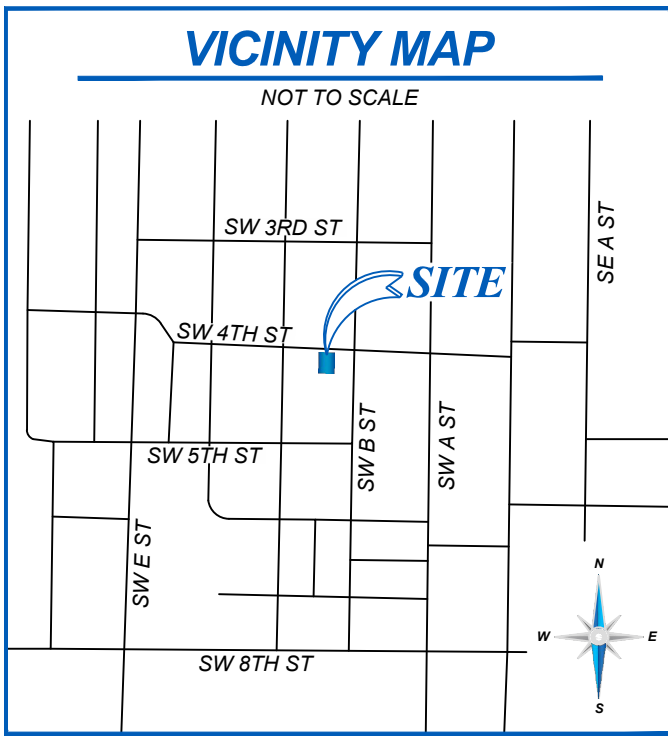 VICINITY MAP
NOT TO SCALE
SW 3RD ST
SE A ST
SITE
SW 4TH ST
SW B ST
SW A ST
SW 5TH ST
SW E ST
N
W
E
S
SW 8TH ST